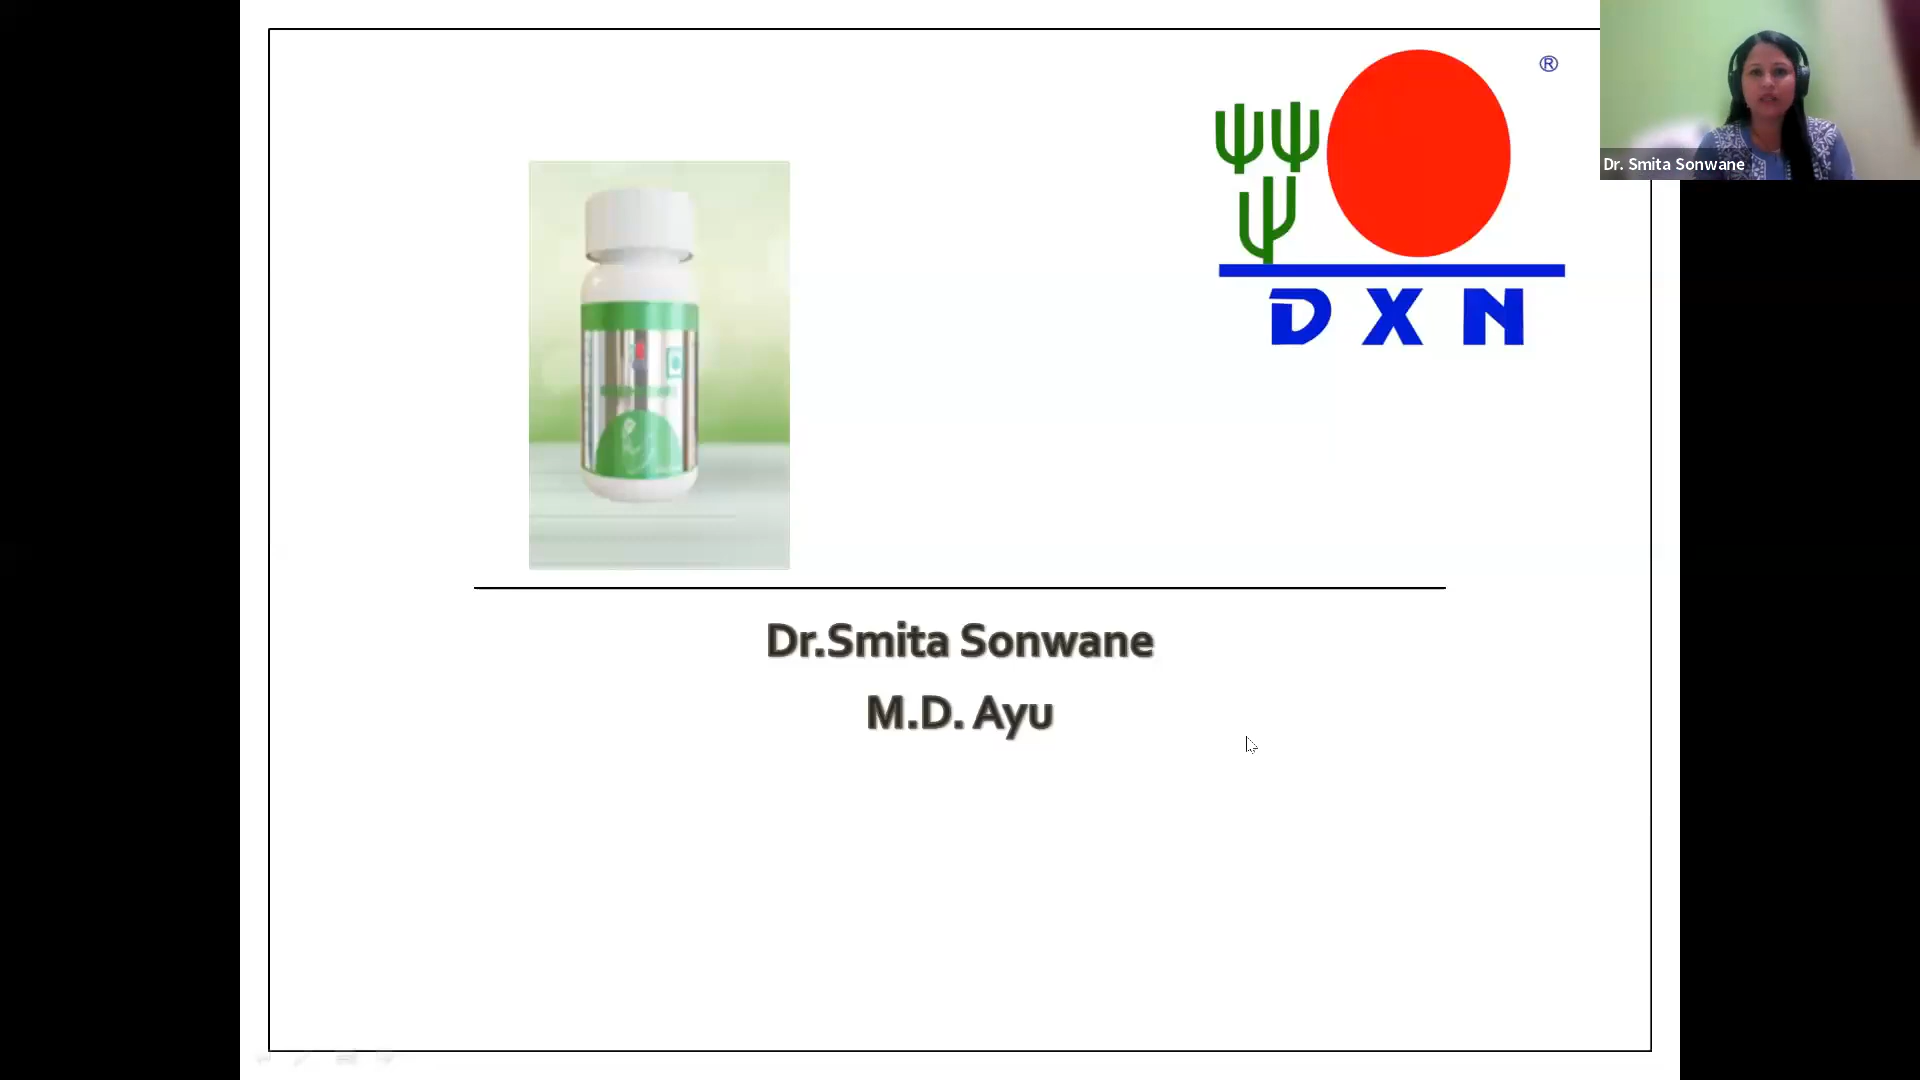 ®
DXN
Dr. Smita Sonwane
Dr.Smita Sonwane
M.D. Ayu